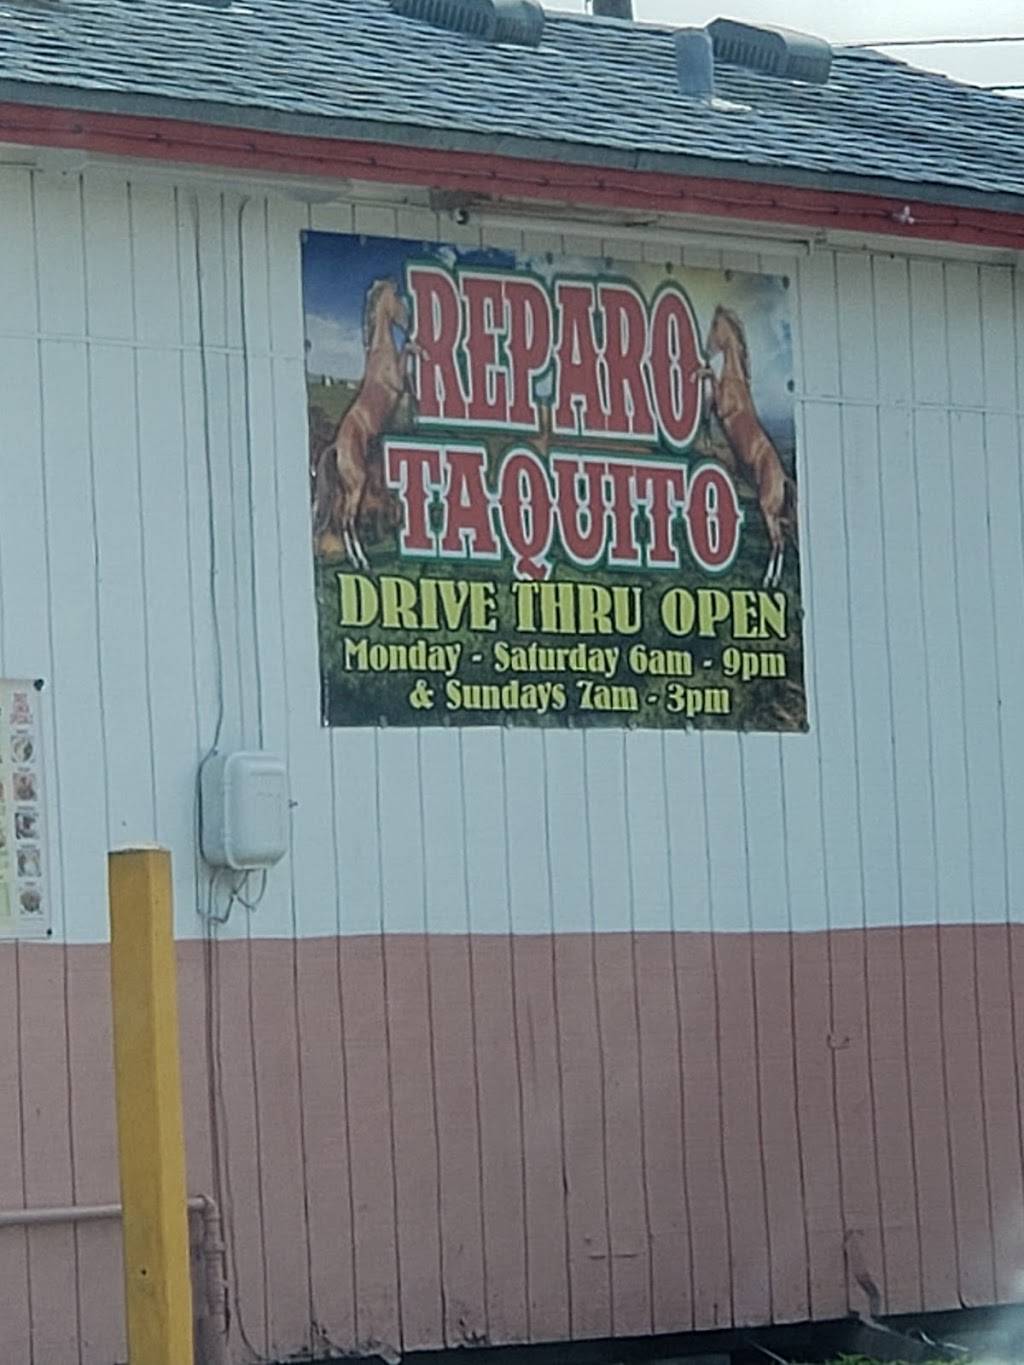 REPARO
TAQUITO
DRIVE THRU OPEN
Monday - Saturday 6am - 9pm
& Sundays 7am - 3pm